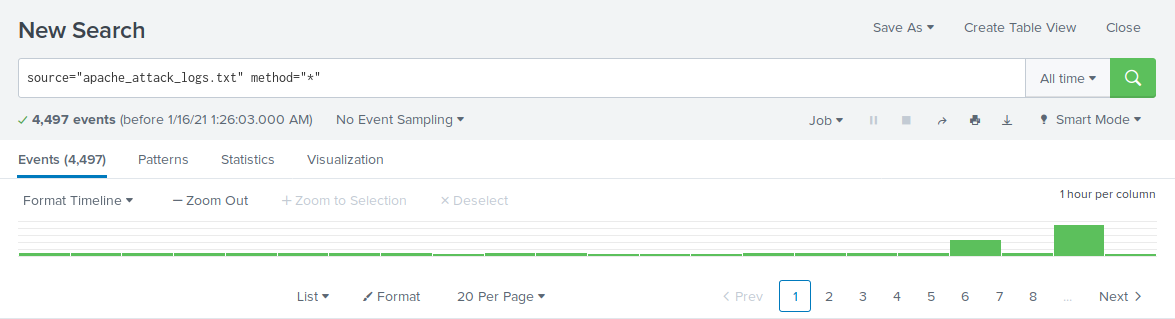 New Search
Save As Create Table View Close
source="apache_attack_logs.txt" method="*"
All time
4,497 events (before 1/16/21 1:26:03.000 AM) No Event Sampling
Job Smart Mode
Events (4,497) Patterns Statistics Visualization
Format Timeline — Zoom Out + Zoom to Selection × Deselect
1 hour per column
List Format 20 Per Page
< Prev 1 2 3 4 5 6 7 8 ... Next >